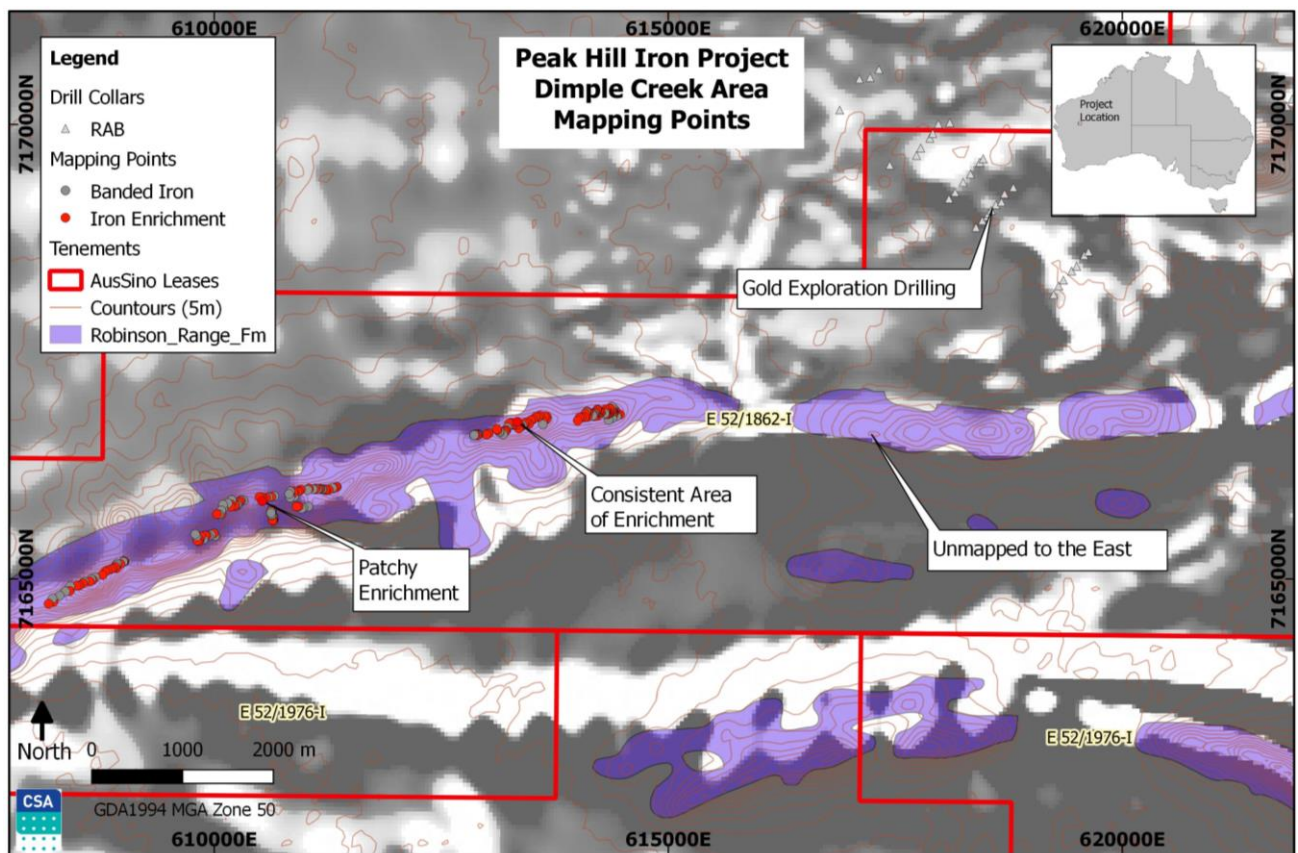 610000E
615000E
620000E
Legend
Drill Collars
RAB
Mapping Points
Banded Iron
Iron Enrichment
Tenements
AusSino Leases
Countours (5m)
Robinson_Range_Fm
Peak Hill Iron Project
Dimple Creek Area
Mapping Points
Project
Location
7170000N
7170000N
Gold Exploration Drilling
E 52/1862-I
Consistent Area
of Enrichment
Unmapped to the East
Patchy
Enrichment
7165000N
7165000N
E 52/1976-I
E 52/1976-I
North
0
1000
2000 m
CSA
GDA1994 MGA Zone 50
610000E
615000E
620000E